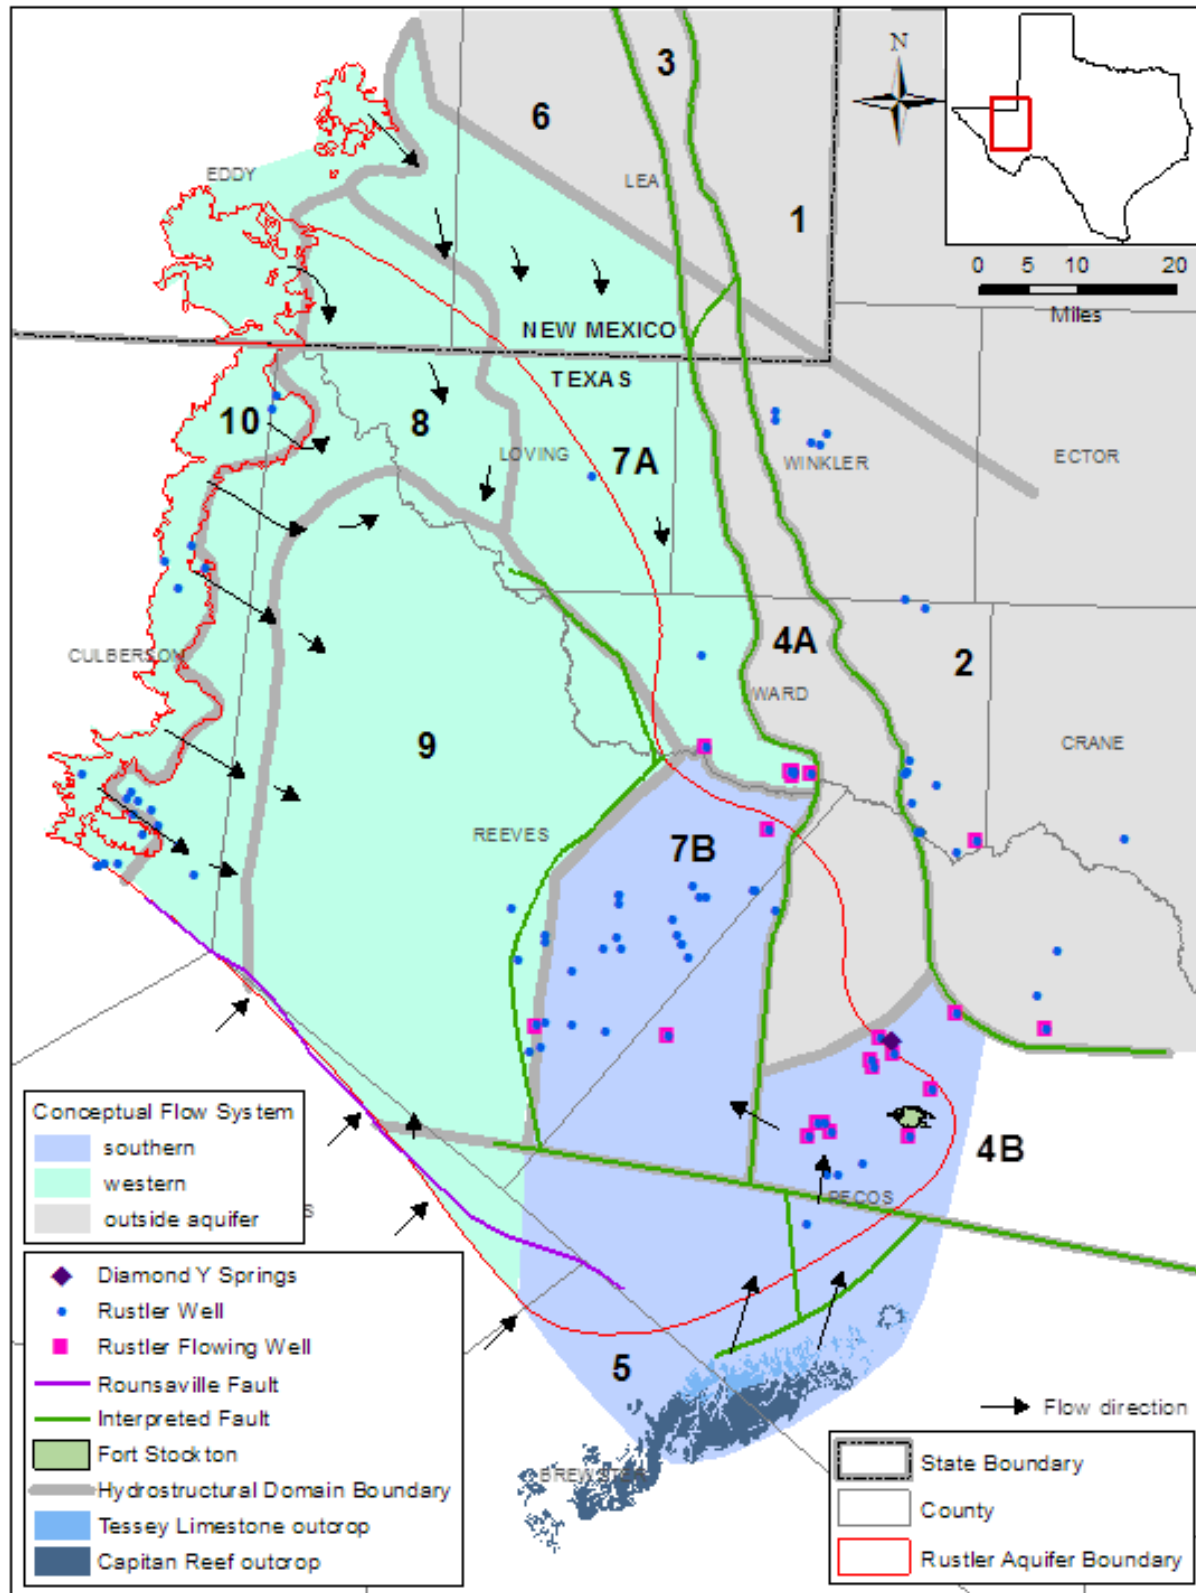 N
3
6
EDDY
LEA
1
0 5 10 20
Miles
NEW MEXICO
TEXAS
10
8
LOVING
7A
WINKLER
ECTOR
CULBERSON
4A
2
WARD
9
CRANE
REEVES
7B
4B
PECOS
5
BREWSTER
Conceptual Flow System
southern
western
outside aquifer
S
Diamond Y Springs
Rustler Well
Rustler Flowing Well
Rounsaville Fault
Interpreted Fault
Fort Stockton
Hydrostructural Domain Boundary
Tessey Limestone outcrop
Capitan Reef outcrop
Flow direction
State Boundary
County
Rustler Aquifer Boundary